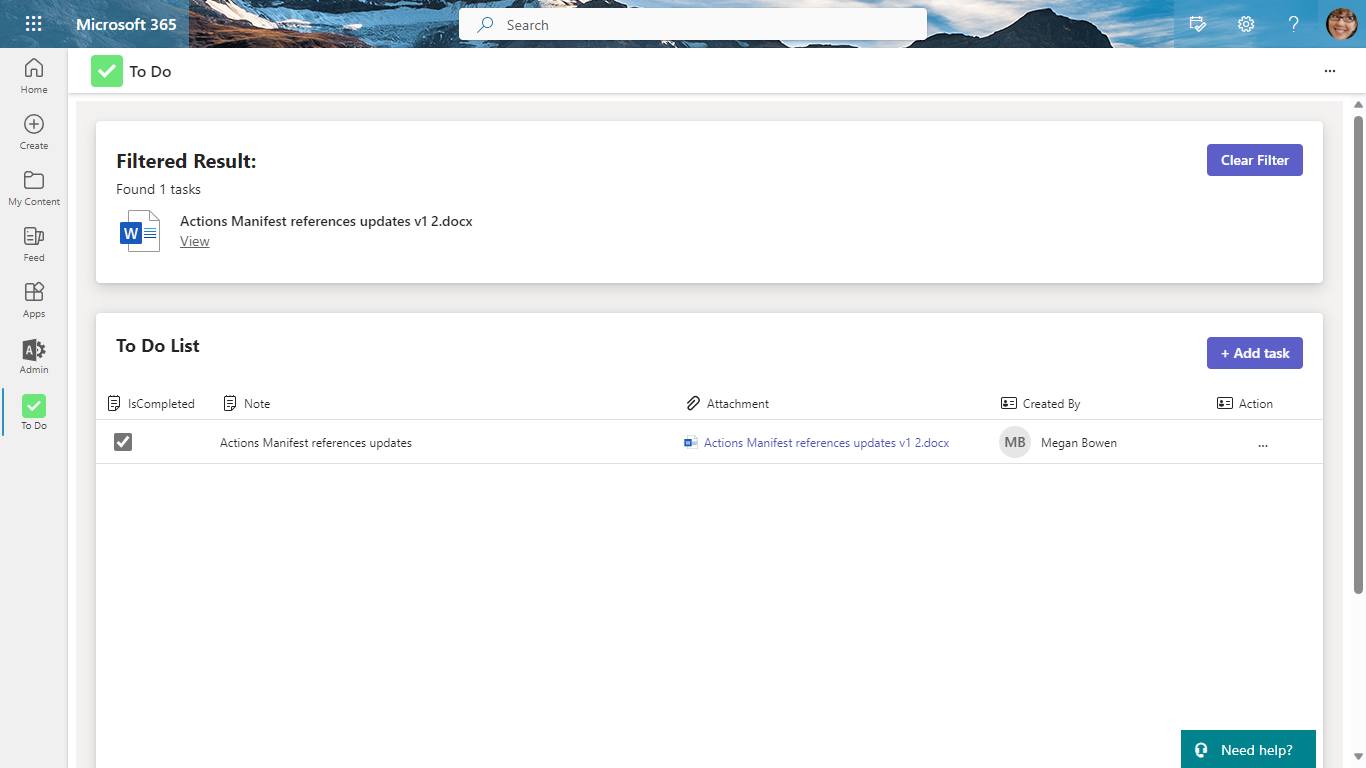 Microsoft 365
Search
?
Home
Create
My Content
Feed
Apps
Admin
To Do
To Do
...
Filtered Result:
Clear Filter
Found 1 tasks
W
Actions Manifest references updates v1 2.docx
View
To Do List
+ Add task
IsCompleted Note Attachment Created By Action
Actions Manifest references updates Actions Manifest references updates v1 2.docx MB Megan Bowen ...
Need help?